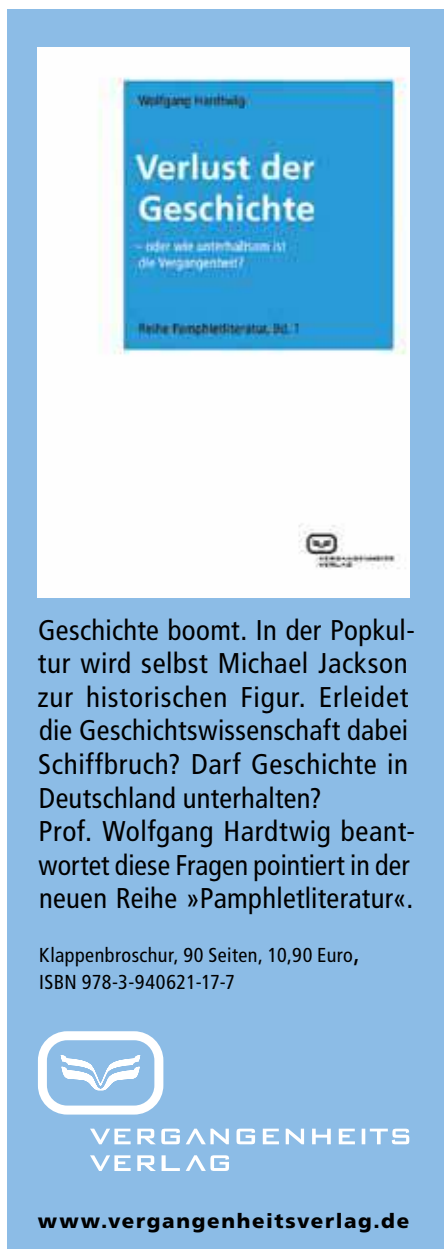 Wolfgang Hardtwig
Verlust der
Geschichte
– oder wie unterhaltsam ist
die Vergangenheit?
Reihe Pamphletliteratur, Bd. 1
VERGANGENHEITS
VERLAG
Geschichte boomt. In der Popkul-
tur wird selbst Michael Jackson
zur historischen Figur. Erleidet
die Geschichtswissenschaft dabei
Schiffbruch? Darf Geschichte in
Deutschland unterhalten?
Prof. Wolfgang Hardtwig beant-
wortet diese Fragen pointiert in der
neuen Reihe »Pamphletliteratur«.
Klappenbroschur, 90 Seiten, 10,90 Euro,
ISBN 978-3-940621-17-7
VERGANGENHEITS
VERLAG
www.vergangenheitsverlag.de